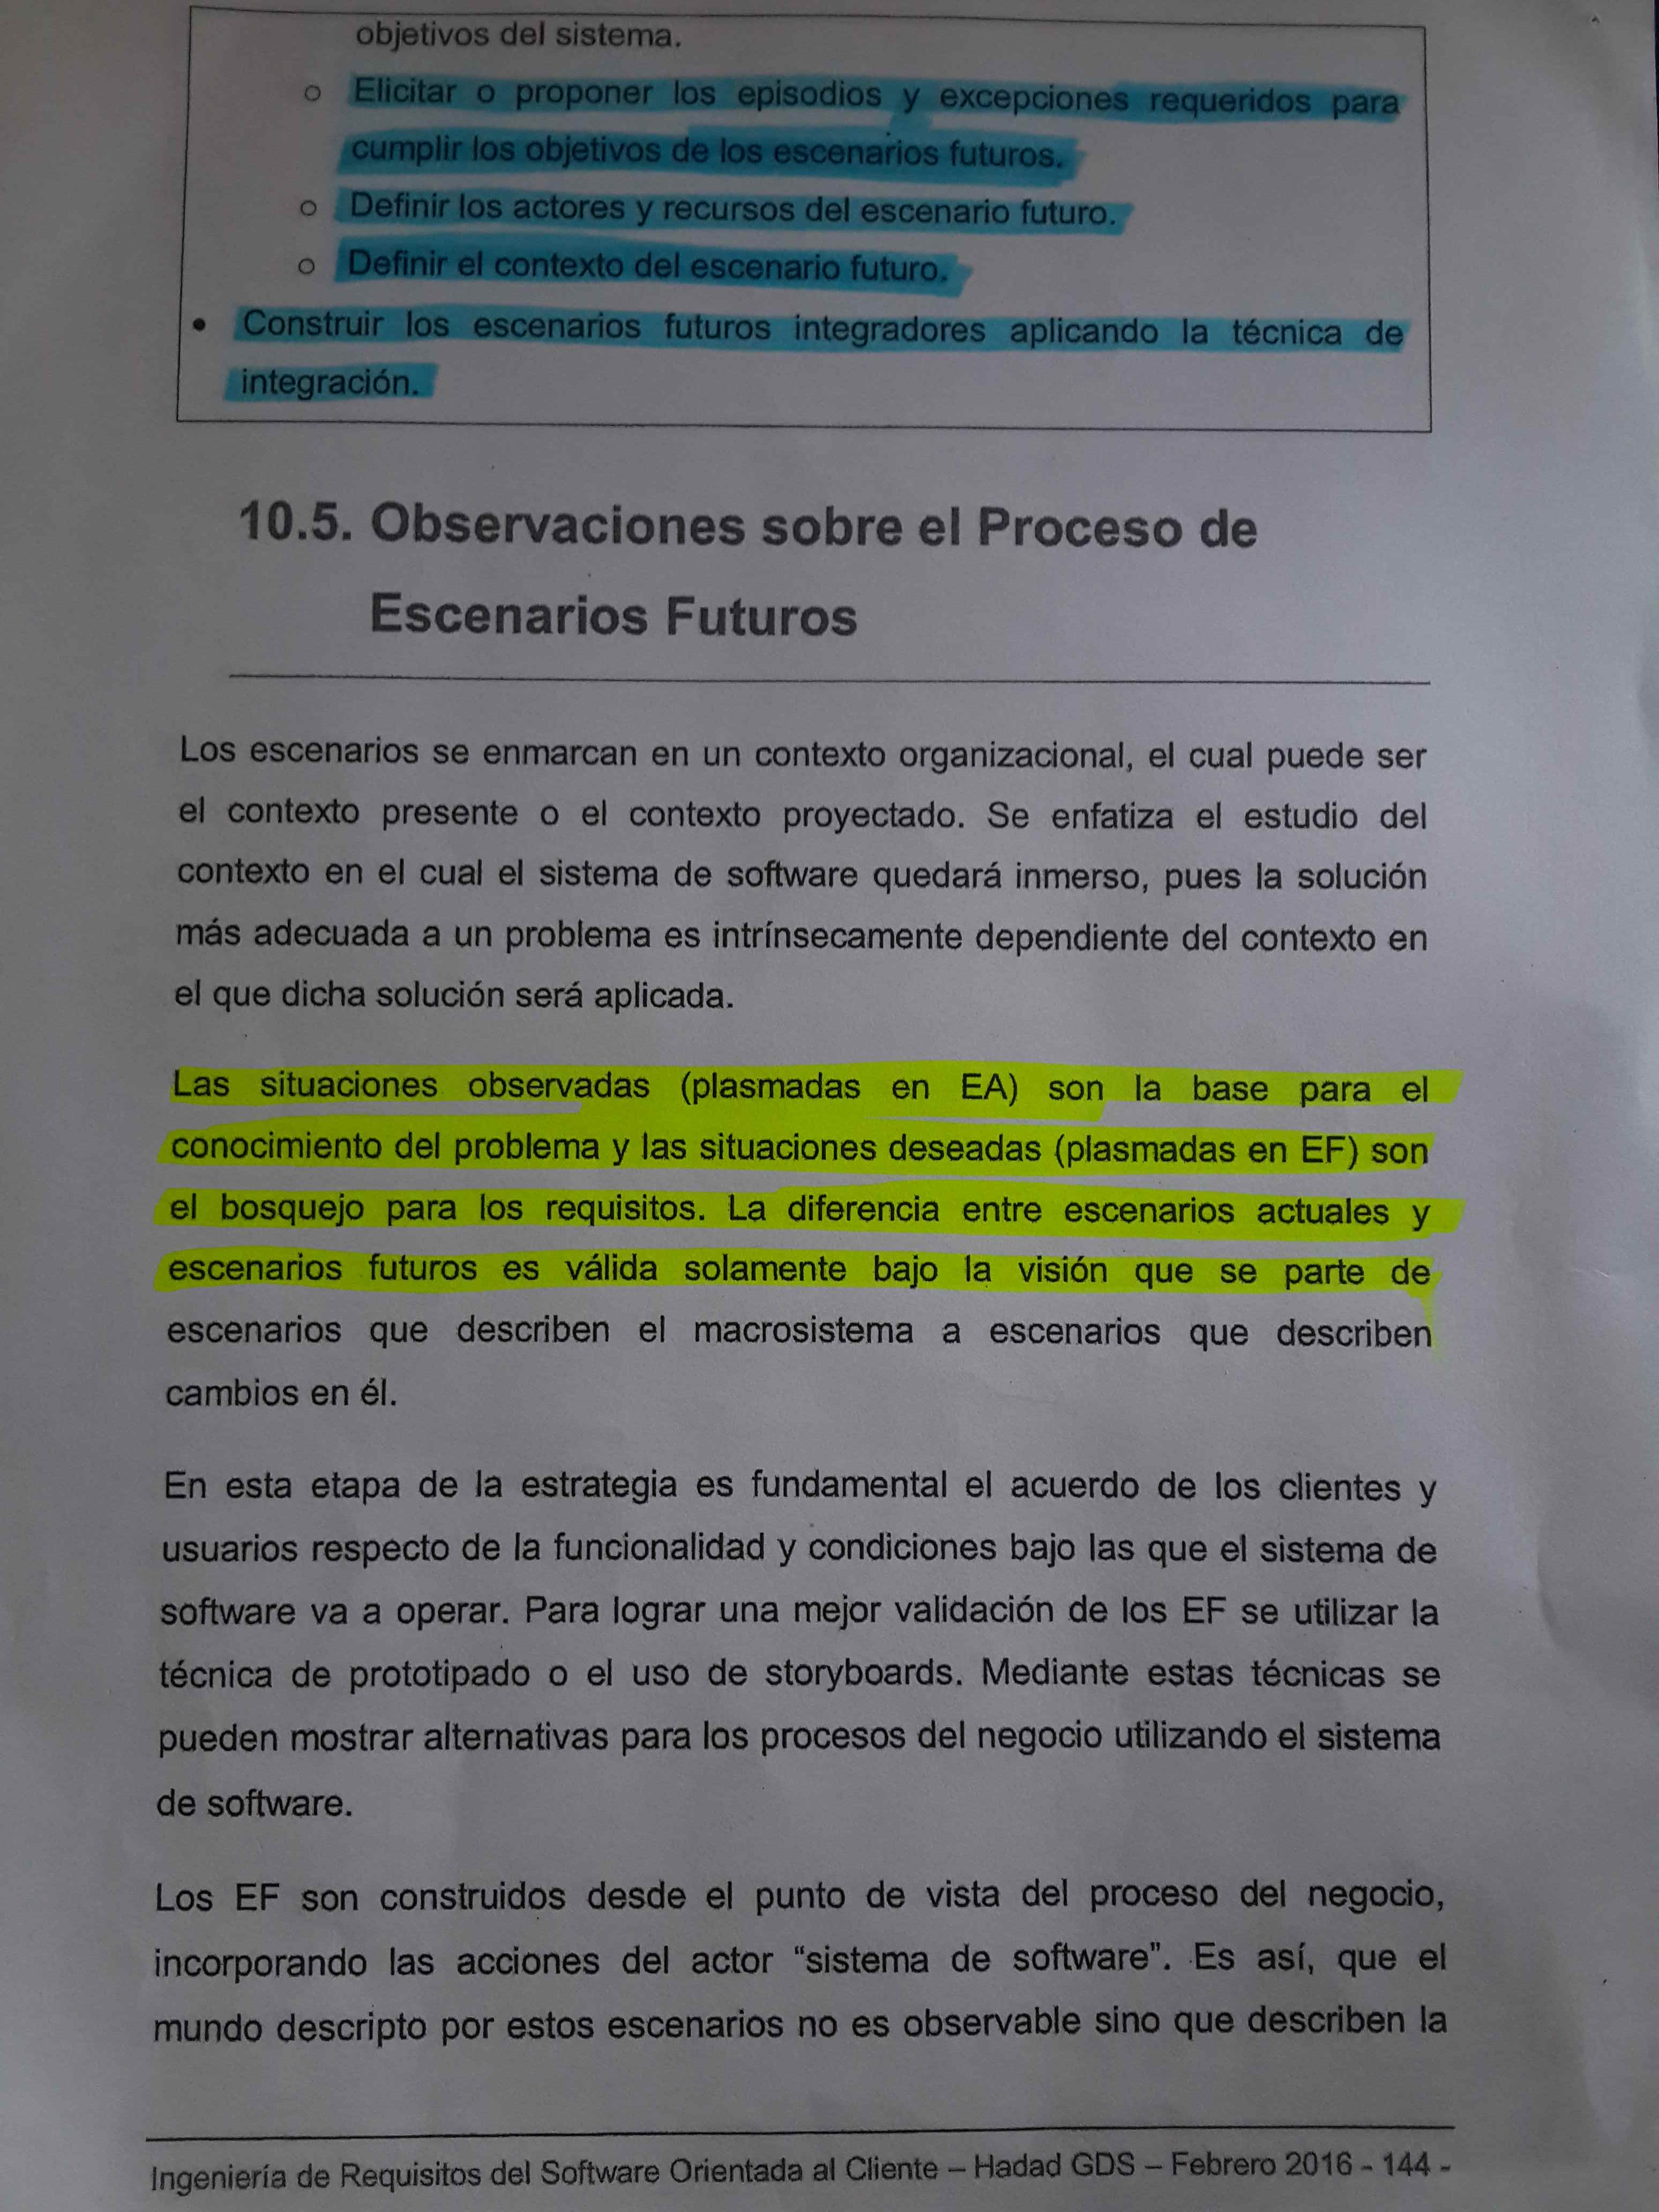 objetivos del sistema.
o Elicitar o proponer los episodios y excepciones requeridos para
cumplir los objetivos de los escenarios futuros.
o Definir los actores y recursos del escenario futuro.
o Definir el contexto del escenario futuro.
• Construir los escenarios futuros integradores aplicando la técnica de
integración.
10.5. Observaciones sobre el Proceso de
Escenarios Futuros
Los escenarios se enmarcan en un contexto organizacional, el cual puede ser
el contexto presente o el contexto proyectado. Se enfatiza el estudio del
contexto en el cual el sistema de software quedará inmerso, pues la solución
más adecuada a un problema es intrínsecamente dependiente del contexto en
el que dicha solución será aplicada.
Las situaciones observadas (plasmadas en EA) son la base para el
conocimiento del problema y las situaciones deseadas (plasmadas en EF) son
el bosquejo para los requisitos. La diferencia entre escenarios actuales y
escenarios futuros es válida solamente bajo la visión que se parte de
escenarios que describen el macrosistema a escenarios que describen
cambios en él.
En esta etapa de la estrategia es fundamental el acuerdo de los clientes y
usuarios respecto de la funcionalidad y condiciones bajo las que el sistema de
software va a operar. Para lograr una mejor validación de los EF se utilizar la
técnica de prototipado o el uso de storyboards. Mediante estas técnicas se
pueden mostrar alternativas para los procesos del negocio utilizando el sistema
de software.
Los EF son construidos desde el punto de vista del proceso del negocio,
incorporando las acciones del actor “sistema de software”. Es así, que el
mundo descripto por estos escenarios no es observable sino que describen la
Ingeniería de Requisitos del Software Orientada al Cliente – Hadad GDS – Febrero 2016 - 144 -